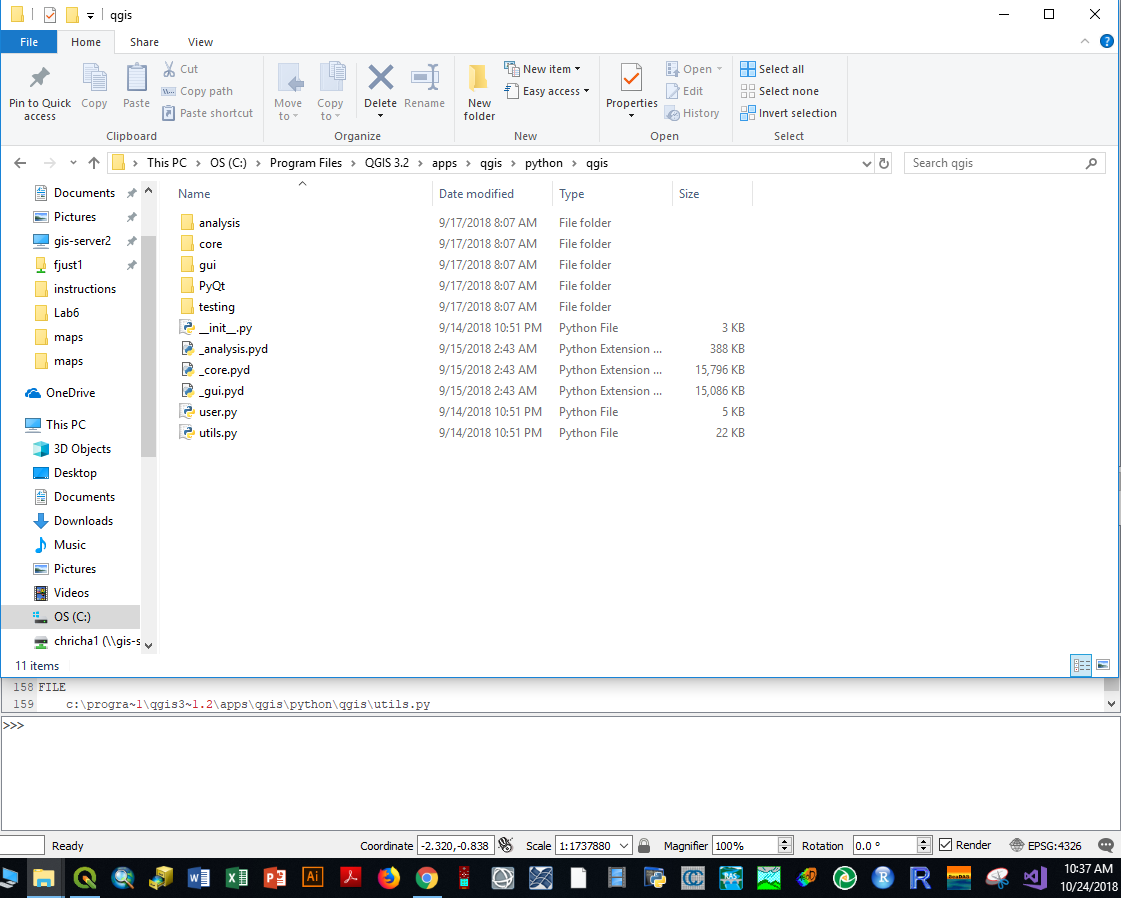 qgis
File Home Share View
Pin to Quick access
Copy
Paste
Cut
Copy path
Paste shortcut
Clipboard
Move to
Copy to
Delete
Rename
Organize
New folder
New item
Easy access
New
Properties
Open
Edit
History
Open
Select all
Select none
Invert selection
Select
This PC > OS (C:) > Program Files > QGIS 3.2 > apps > qgis > python > qgis
Search qgis
Documents
Pictures
gis-server2
fjust1
instructions
Lab6
maps
maps
OneDrive
This PC
3D Objects
Desktop
Documents
Downloads
Music
Pictures
Videos
OS (C:)
chricha1 (\\gis-s
Name Date modified Type Size
analysis 9/17/2018 8:07 AM File folder
core 9/17/2018 8:07 AM File folder
gui 9/17/2018 8:07 AM File folder
PyQt 9/17/2018 8:07 AM File folder
testing 9/17/2018 8:07 AM File folder
__init__.py 9/14/2018 10:51 PM Python File 3 KB
_analysis.pyd 9/15/2018 2:43 AM Python Extension ... 388 KB
_core.pyd 9/15/2018 2:43 AM Python Extension ... 15,796 KB
_gui.pyd 9/15/2018 2:43 AM Python Extension ... 15,086 KB
user.py 9/14/2018 10:51 PM Python File 5 KB
utils.py 9/14/2018 10:51 PM Python File 22 KB
11 items
158 FILE
159 c:\progra~1\qgis3~1.2\apps\qgis\python\qgis\utils.py
>>>
Ready Coordinate -2.320,-0.838 Scale 1:1737880 Magnifier 100% Rotation 0.0 ° Render EPSG:4326
10:37 AM
10/24/2018